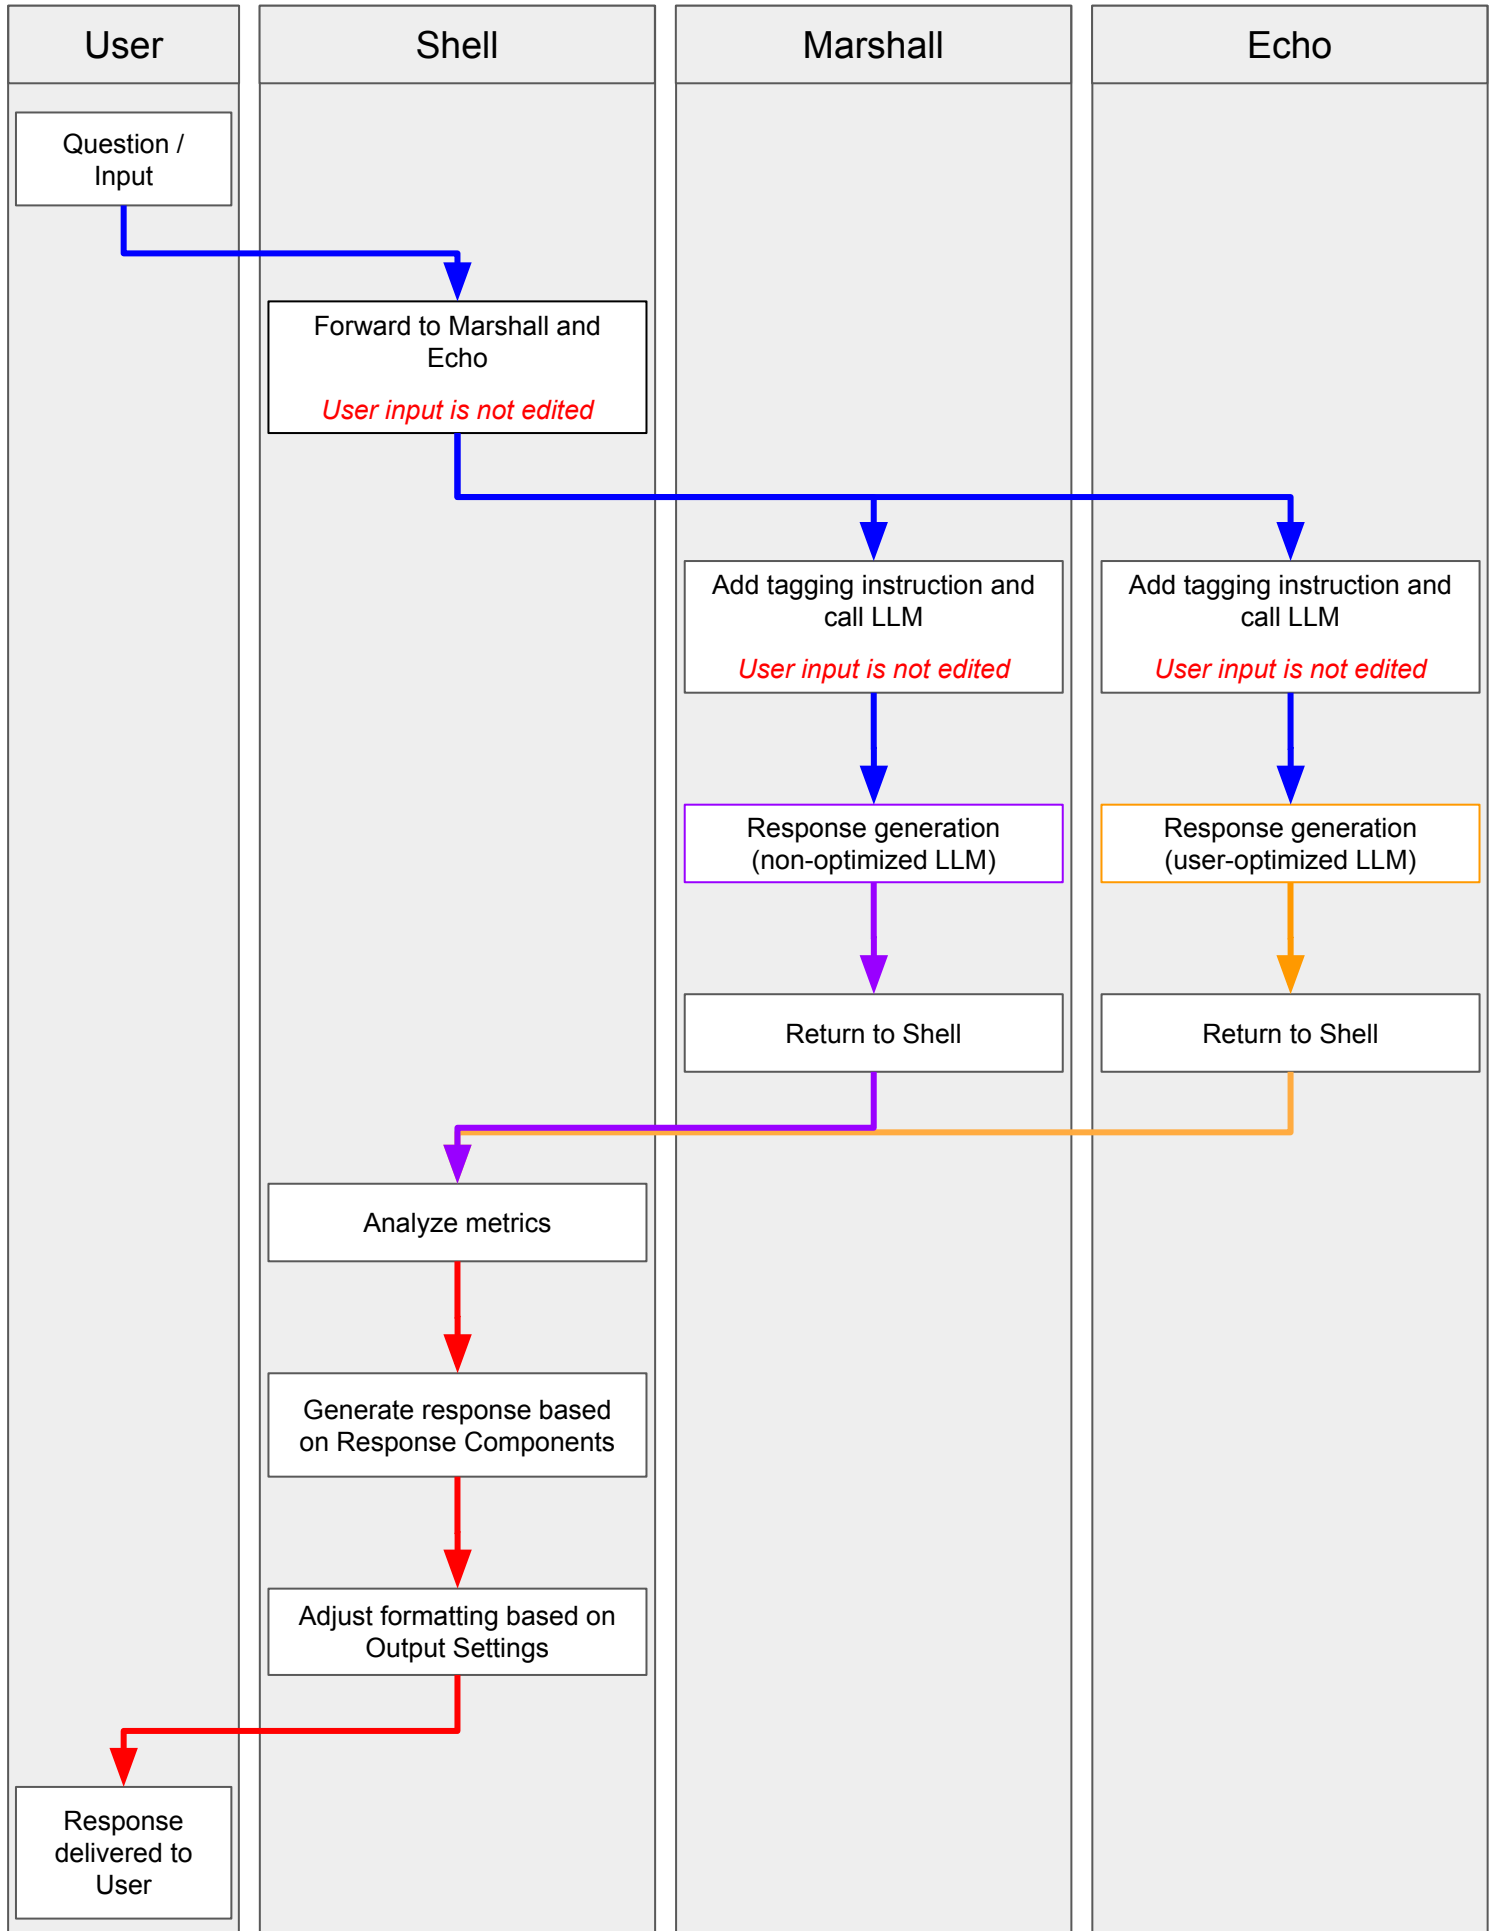 User
Shell
Marshall
Echo
Question /
Input
Forward to Marshall and
Echo
User input is not edited
Add tagging instruction and
call LLM
User input is not edited
Add tagging instruction and
call LLM
User input is not edited
Response generation
(non-optimized LLM)
Response generation
(user-optimized LLM)
Return to Shell
Return to Shell
Analyze metrics
Generate response based
on Response Components
Adjust formatting based on
Output Settings
Response
delivered to
User